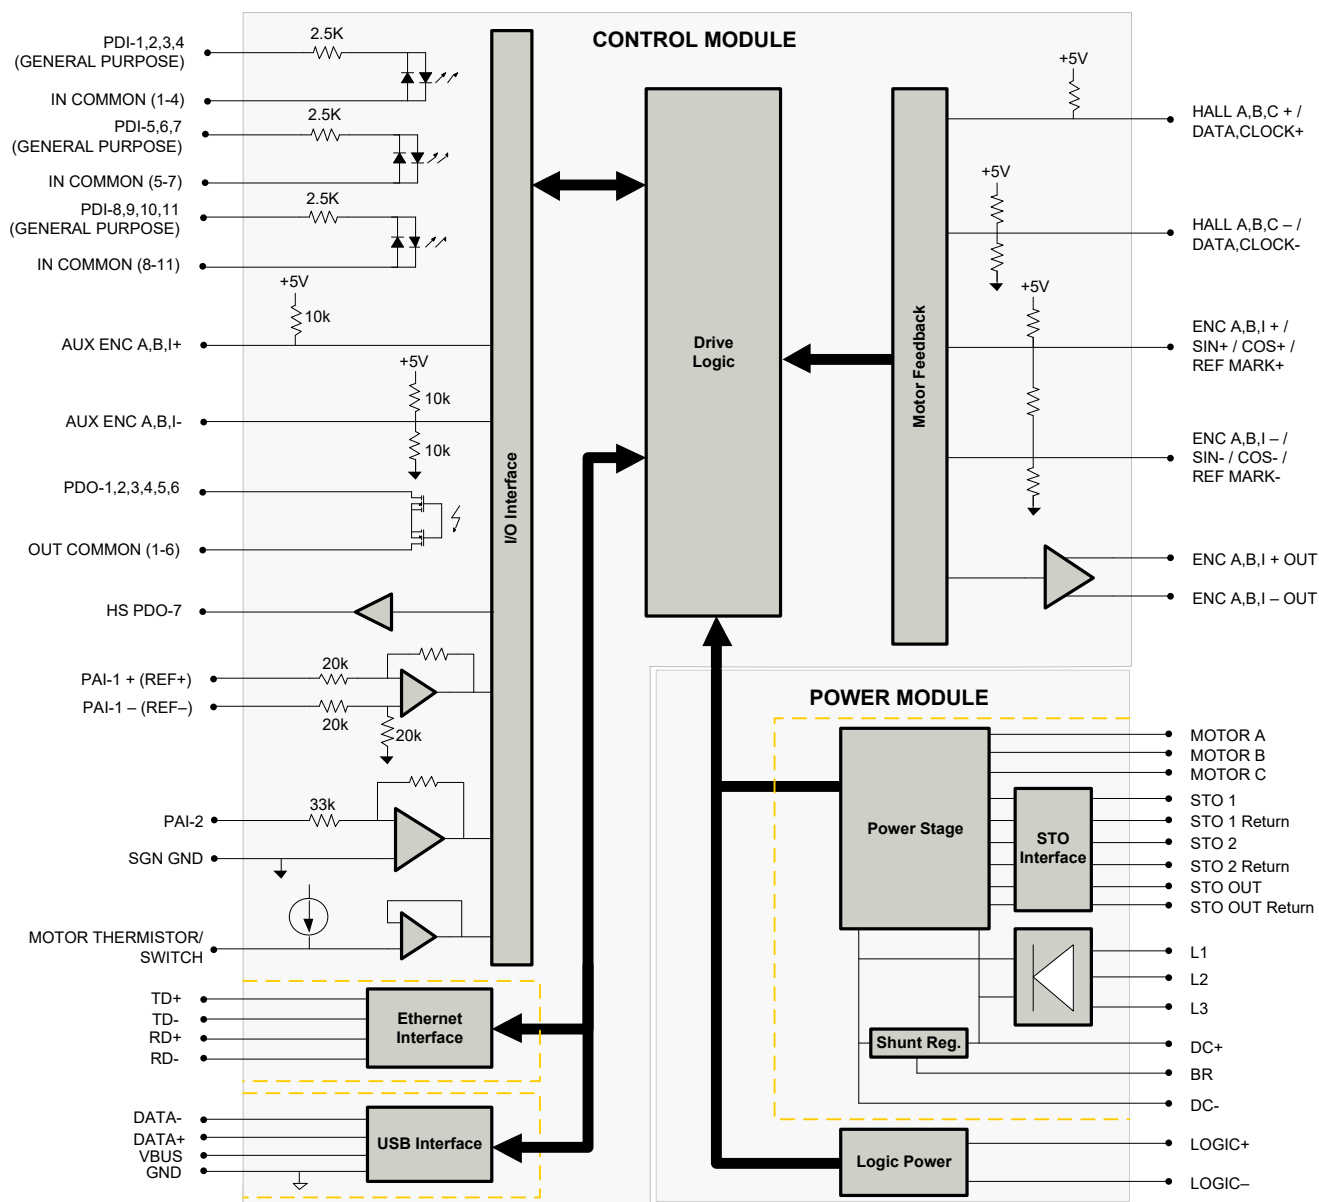 CONTROL MODULE
PDI-1,2,3,4
(GENERAL PURPOSE)
2.5K
IN COMMON (1-4)
PDI-5,6,7
(GENERAL PURPOSE)
2.5K
IN COMMON (5-7)
PDI-8,9,10,11
(GENERAL PURPOSE)
2.5K
IN COMMON (8-11)
+5V
10k
AUX ENC A,B,I+
+5V
10k
AUX ENC A,B,I-
10k
PDO-1,2,3,4,5,6
OUT COMMON (1-6)
HS PDO-7
PAI-1 + (REF+)
20k
PAI-1 – (REF–)
20k
20k
PAI-2
33k
SGN GND
MOTOR THERMISTOR/
SWITCH
I/O Interface
TD+
TD-
RD+
RD-
Ethernet
Interface
DATA-
DATA+
VBUS
GND
USB Interface
Drive
Logic
Motor Feedback
+5V
HALL A,B,C + /
DATA,CLOCK+
+5V
HALL A,B,C – /
DATA,CLOCK-
+5V
ENC A,B,I + /
SIN+ / COS+ /
REF MARK+
ENC A,B,I – /
SIN- / COS- /
REF MARK-
ENC A,B,I + OUT
ENC A,B,I – OUT
POWER MODULE
Power Stage
MOTOR A
MOTOR B
MOTOR C
STO
Interface
STO 1
STO 1 Return
STO 2
STO 2 Return
STO OUT
STO OUT Return
L1
L2
L3
Shunt Reg.
DC+
BR
DC-
Logic Power
LOGIC+
LOGIC–